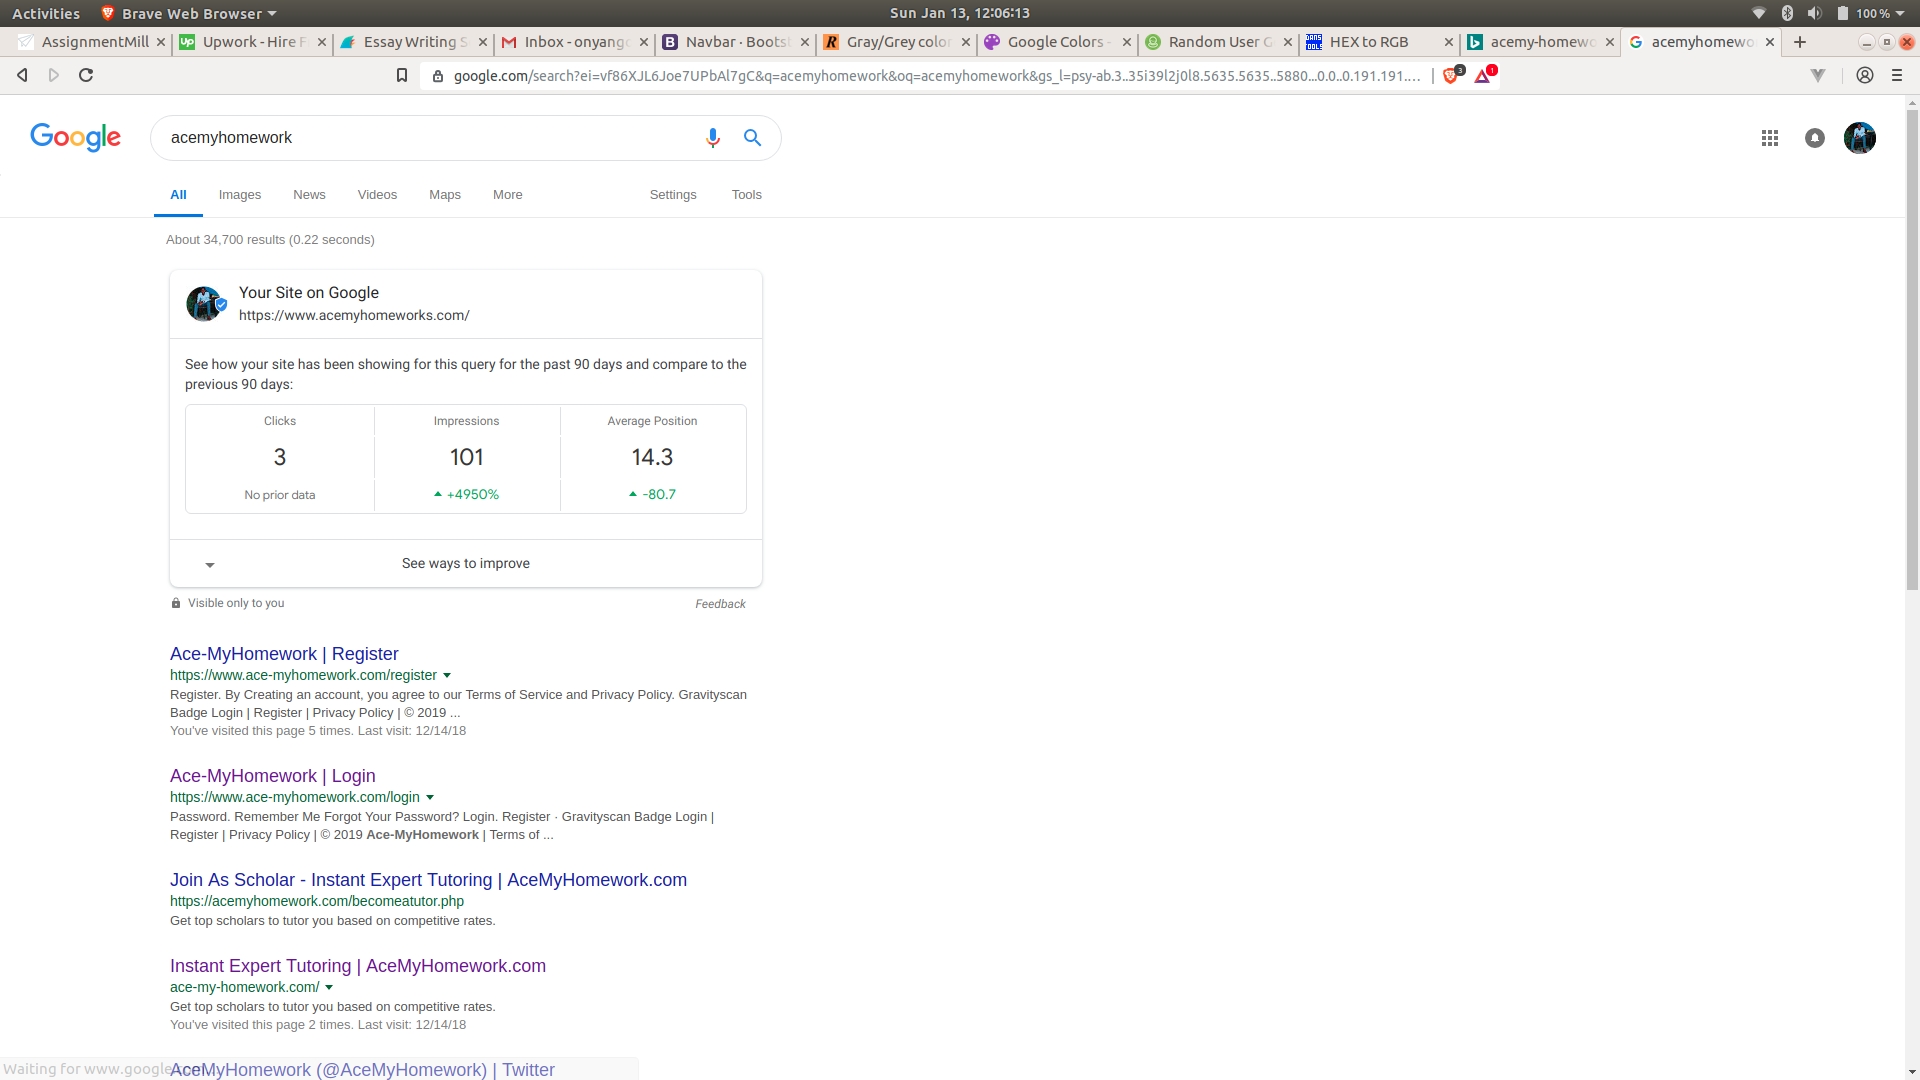 Activities Brave Web Browser Sun Jan 13, 12:06:13 100 %
AssignmentMill Upwork - Hire F Essay Writing S Inbox - onyang Navbar · Boots Gray/Grey color Google Colors - Random User G DANS TOOLS HEX to RGB acemy-homewo acemyhomewo
google.com/search?ei=vf86XJL6Joe7UPbAl7gC&q=acemyhomework&oq=acemyhomework&gs_l=psy-ab.3..35i39l2j0l8.5635.5635..5880...0.0..0.191.191.... 3 1
Google acemyhomework
All Images News Videos Maps More Settings Tools
About 34,700 results (0.22 seconds)
Your Site on Google
https://www.acemyhomeworks.com/
See how your site has been showing for this query for the past 90 days and compare to the
previous 90 days:
Clicks Impressions Average Position
3 101 14.3
No prior data +4950% -80.7
See ways to improve
Visible only to you Feedback
Ace-MyHomework | Register
https://www.ace-myhomework.com/register
Register. By Creating an account, you agree to our Terms of Service and Privacy Policy. Gravityscan
Badge Login | Register | Privacy Policy | © 2019 ...
You've visited this page 5 times. Last visit: 12/14/18
Ace-MyHomework | Login
https://www.ace-myhomework.com/login
Password. Remember Me Forgot Your Password? Login. Register · Gravityscan Badge Login |
Register | Privacy Policy | © 2019 Ace-MyHomework | Terms of ...
Join As Scholar - Instant Expert Tutoring | AceMyHomework.com
https://acemyhomework.com/becomeatutor.php
Get top scholars to tutor you based on competitive rates.
Instant Expert Tutoring | AceMyHomework.com
ace-my-homework.com/
Get top scholars to tutor you based on competitive rates.
You've visited this page 2 times. Last visit: 12/14/18
AceMyHomework (@AceMyHomework) | Twitter
Waiting for www.google